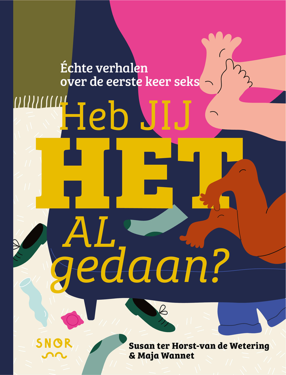 Échte verhalen
over de eerste keer seks
Heb JIJ
HET
AL
gedaan?
SNOR
Susan ter Horst-van de Wetering
& Maja Wannet